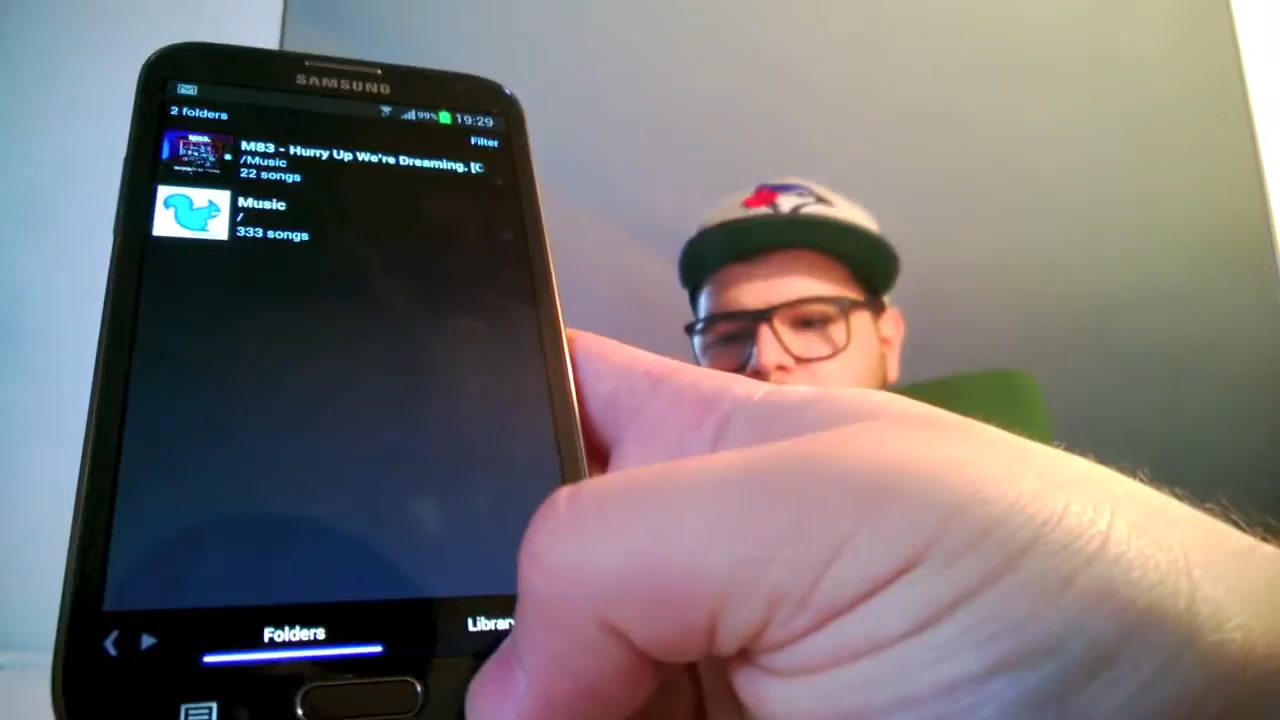 SAMSUNG
99% 19:29
2 folders
Filter
M83 - Hurry Up We're Dreaming. [C
/Music
22 songs
Music
/
333 songs
Folders
Library